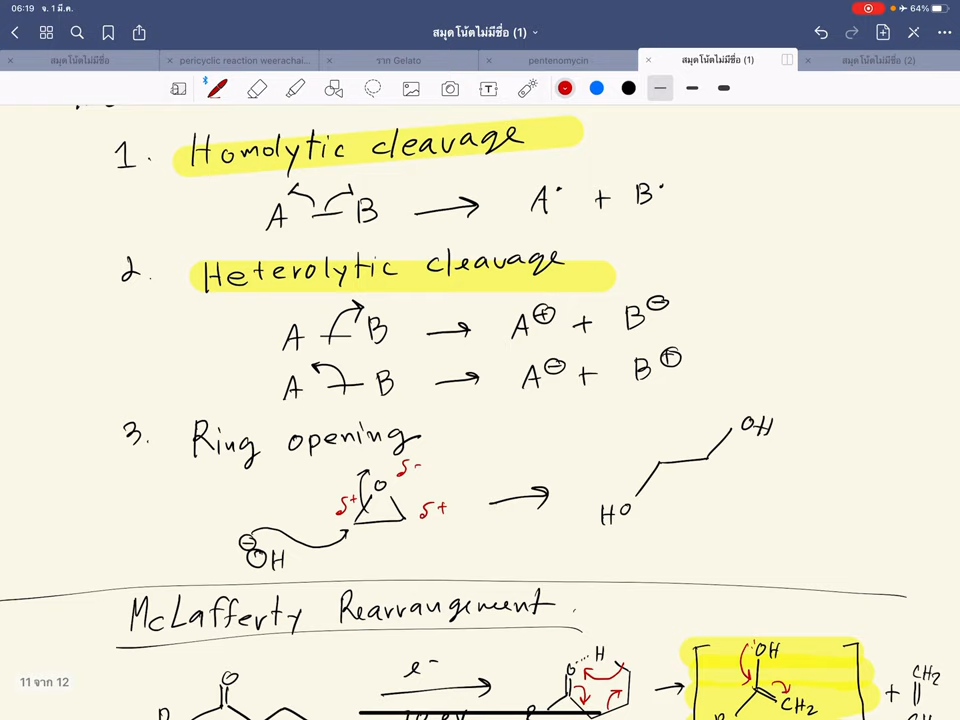 06:19 จ. 1 มี.ค. 64%
สมุดโน้ตไม่มีชื่อ (1)
สมุดโน้ตไม่มีชื่อ pericyclic reaction weerachai... ราก Gelato pentenomycin สมุดโน้ตไม่มีชื่อ (1) สมุดโน้ตไม่มีชื่อ (2)
1. Homolytic cleavage
A — B → A· + B·
2. Heterolytic cleavage
A — B → A⊕ + B⊖
A — B → A⊖ + B⊕
3. Ring opening
OH
δ-
O
δ+ δ+
HO
⊖
OH
McLafferty Rearrangement.
OH
O H
e⁻
11 จาก 12
O
CH2
CH2
R